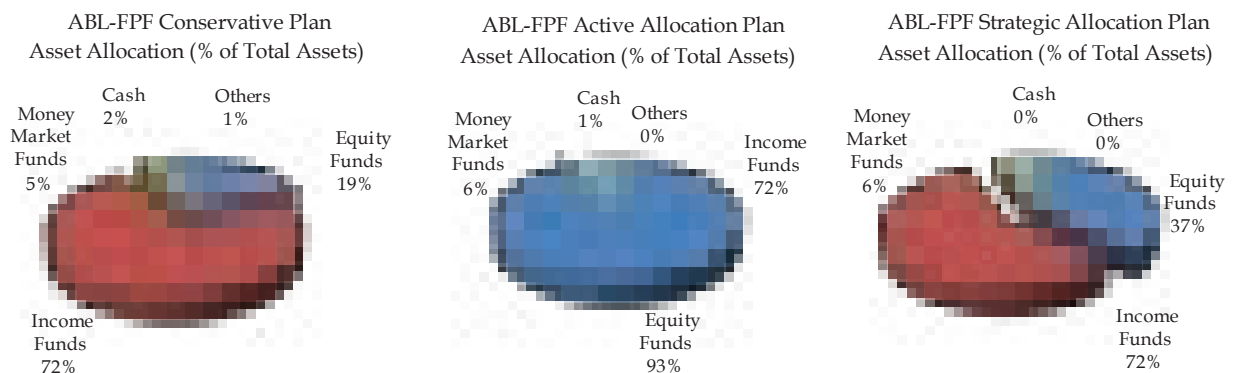 ABL-FPF Conservative Plan
Asset Allocation (% of Total Assets)
Cash
2%
Others
1%
Money
Market
Funds
5%
Equity
Funds
19%
Income
Funds
72%
ABL-FPF Active Allocation Plan
Asset Allocation (% of Total Assets)
Cash
1%
Others
0%
Money
Market
Funds
6%
Income
Funds
72%
Equity
Funds
93%
ABL-FPF Strategic Allocation Plan
Asset Allocation (% of Total Assets)
Cash
0%
Others
0%
Money
Market
Funds
6%
Equity
Funds
37%
Income
Funds
72%